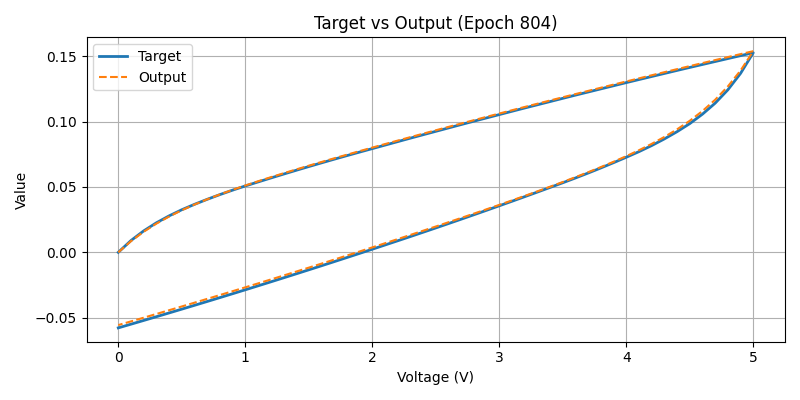 Target vs Output (Epoch 804)
Target
Output
Value
0.15
0.10
0.05
0.00
−0.05
0 1 2 3 4 5
Voltage (V)